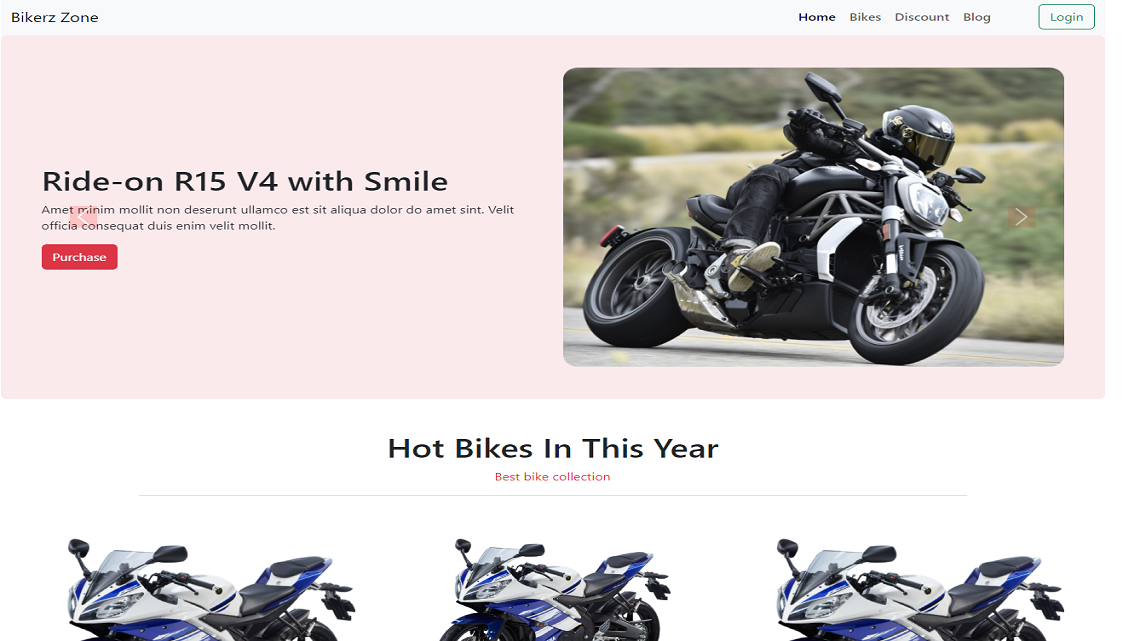 Bikerz Zone
Home Bikes Discount Blog Login
Ride-on R15 V4 with Smile
Amet minim mollit non deserunt ullamco est sit aliqua dolor do amet sint. Velit
officia consequat duis enim velit mollit.
Purchase
Hot Bikes In This Year
Best bike collection